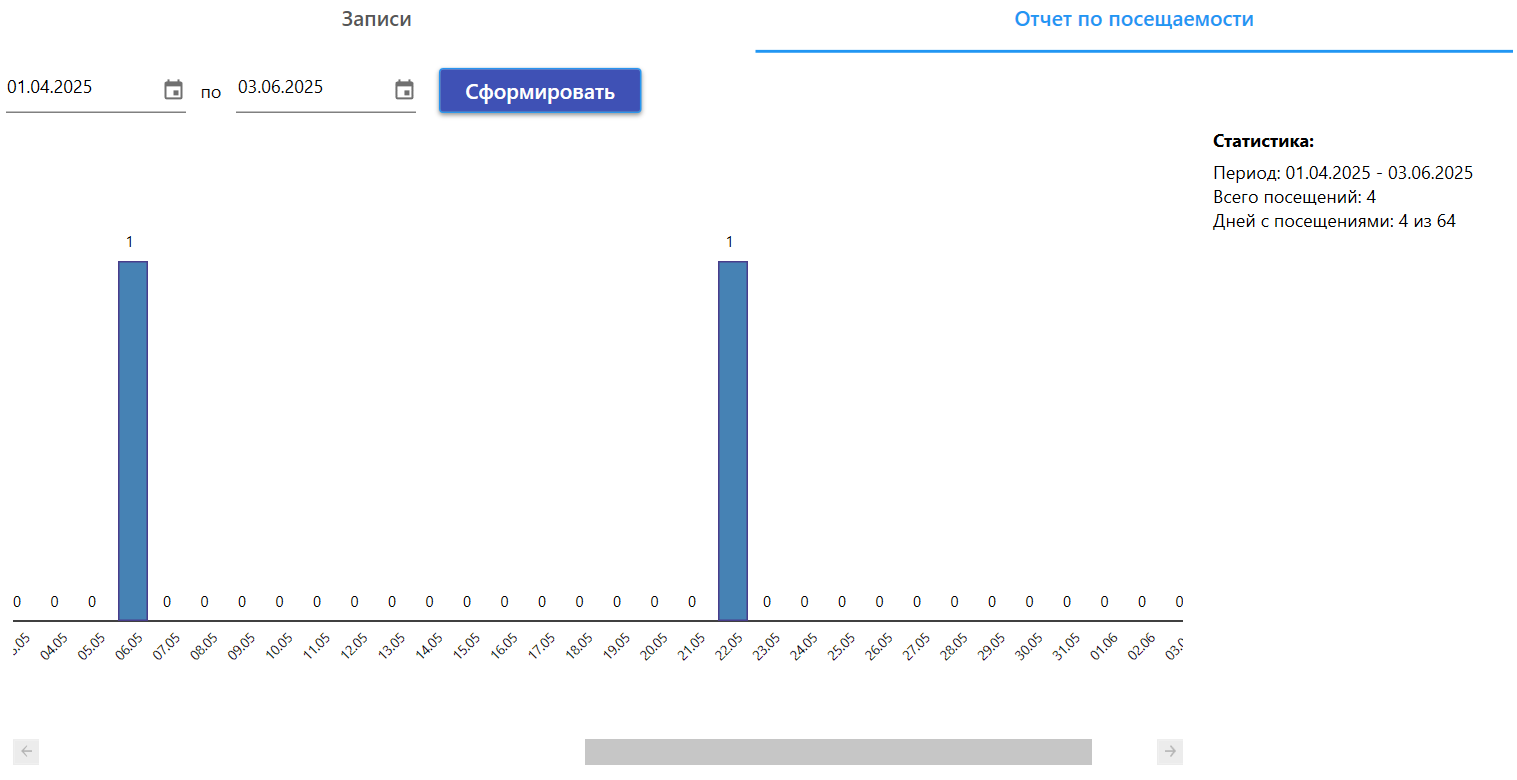 Записи
Отчет по посещаемости
01.04.2025 по 03.06.2025 Сформировать
Статистика:
Период: 01.04.2025 - 03.06.2025
Всего посещений: 4
Дней с посещениями: 4 из 64
1 1
0 0 0 0 0 0 0 0 0 0 0 0 0 0 0 0 0 0 0 0 0 0 0 0 0 0 0 0 0 0
04.05 05.05 06.05 07.05 08.05 09.05 10.05 11.05 12.05 13.05 14.05 15.05 16.05 17.05 18.05 19.05 20.05 21.05 22.05 23.05 24.05 25.05 26.05 27.05 28.05 29.05 30.05 31.05 01.06 02.06